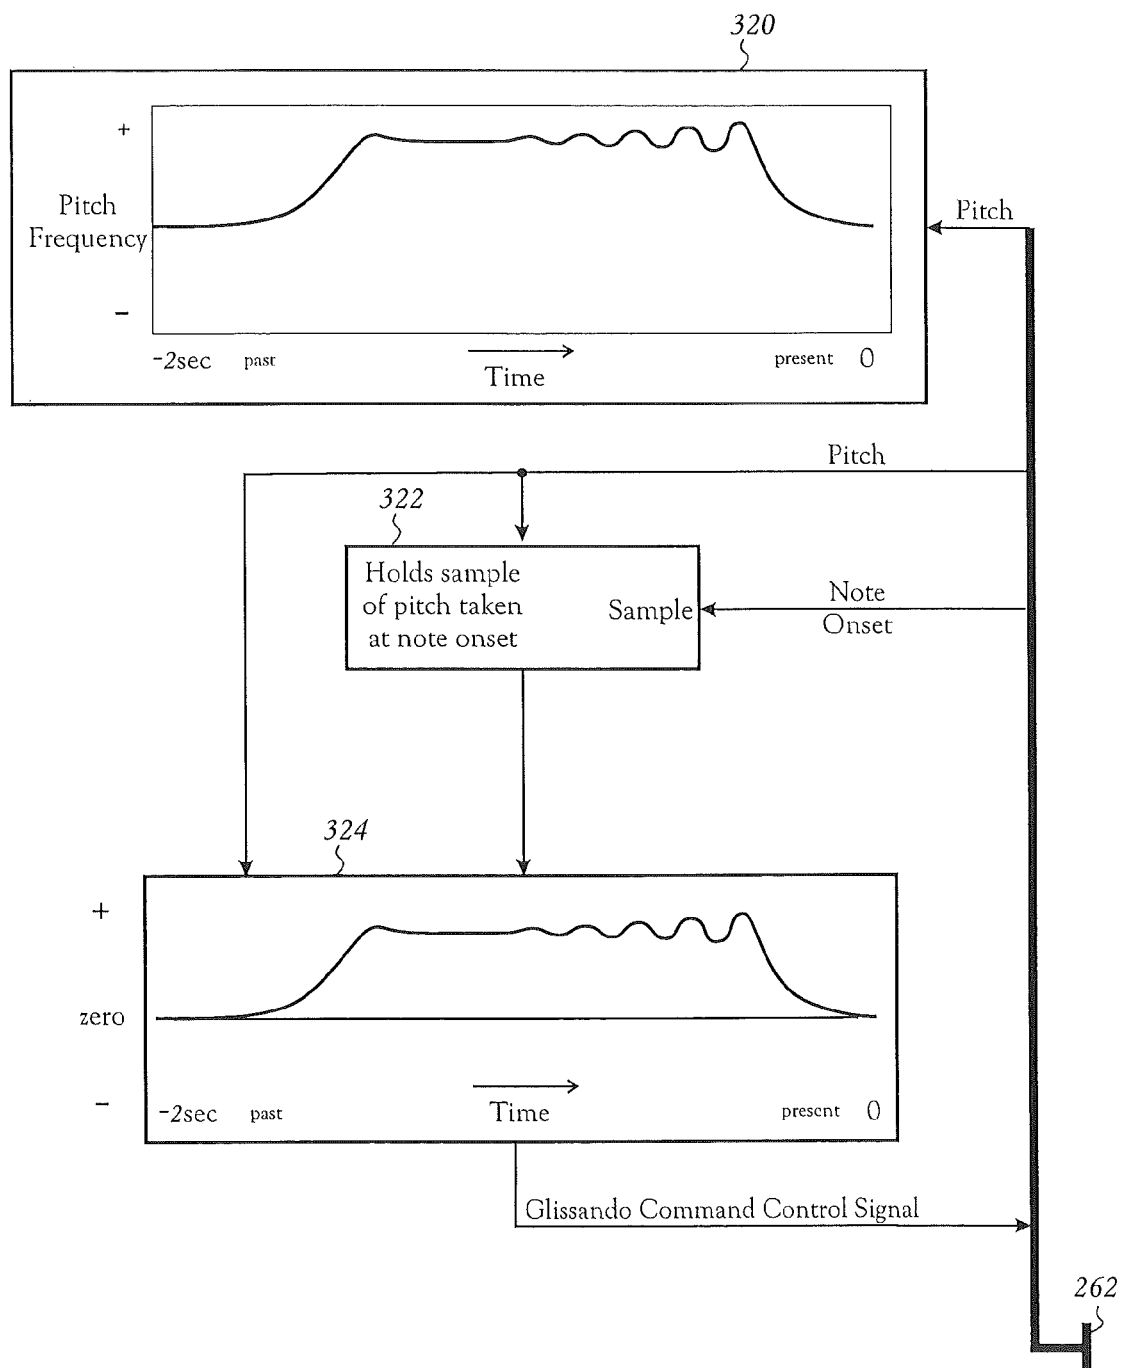 320
+
Pitch
Frequency
–
-2sec past
Time
present 0
Pitch
Pitch
322
Holds sample
of pitch taken
at note onset
Sample
Note
Onset
324
+
zero
–
-2sec past
Time
present 0
Glissando Command Control Signal
262